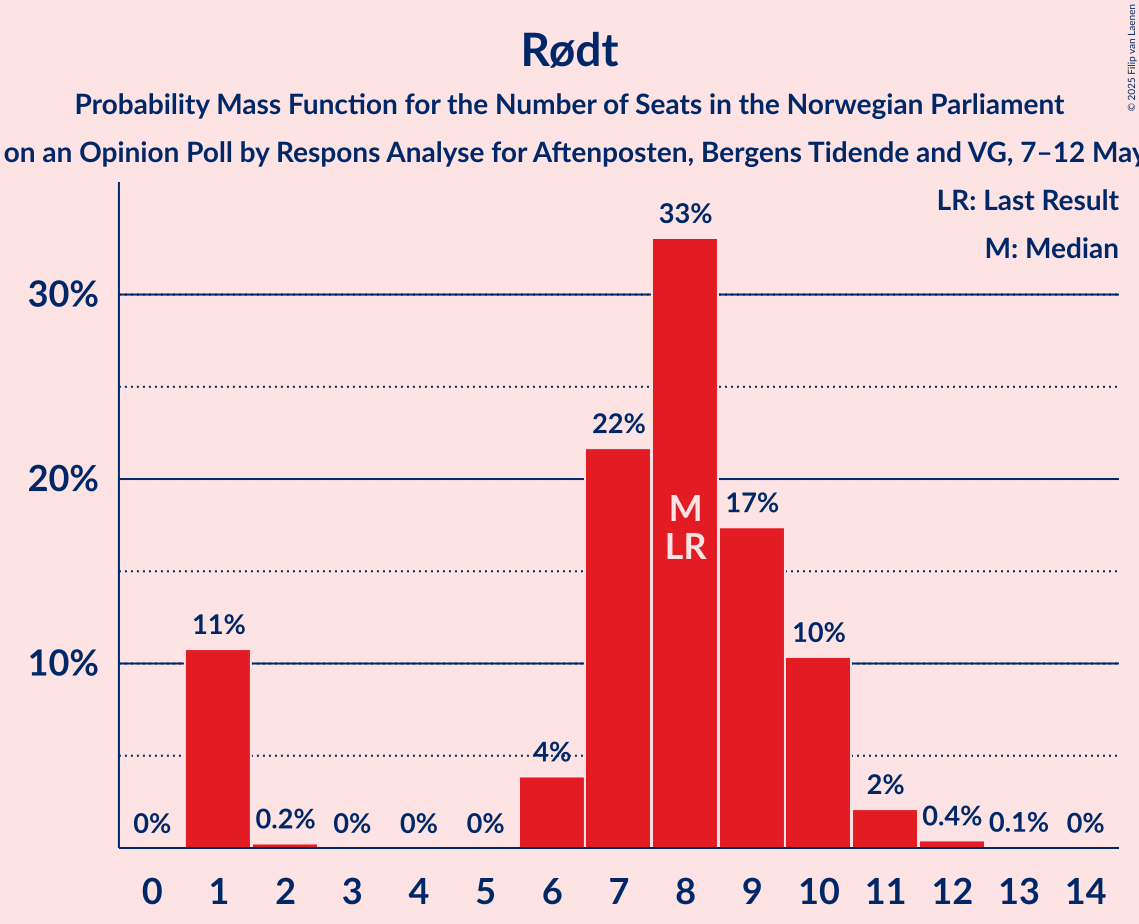 Rødt
Probability Mass Function for the Number of Seats in the Norwegian Parliament
on an Opinion Poll by Respons Analyse for Aftenposten, Bergens Tidende and VG, 7–12 May
© 2025 Filip van Laenen
LR: Last Result
M: Median
33%
30%
22%
20%
M
17%
LR
11%
10%
10%
4%
2%
0% 0.2% 0% 0% 0% 0.4% 0.1% 0%
0 1 2 3 4 5 6 7 8 9 10 11 12 13 14